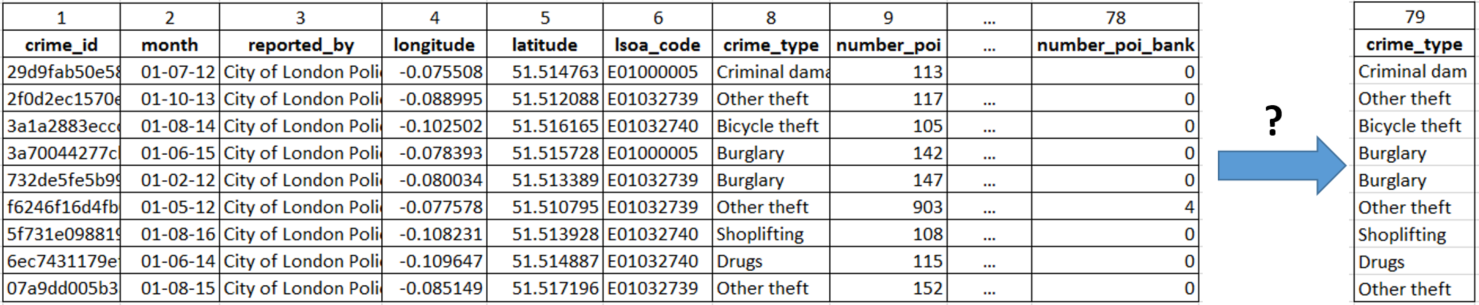 1 2 3 4 5 6 8 9 ... 78 79
crime_id month reported_by longitude latitude lsoa_code crime_type number_poi ... number_poi_bank crime_type
29d9fab50e58 01-07-12 City of London Poli -0.075508 51.514763 E01000005 Criminal dama 113 0 Criminal dam
2f0d2ec1570e 01-10-13 City of London Poli -0.088995 51.512088 E01032739 Other theft 117 ... 0 Other theft
?
3a1a2883eccc 01-08-14 City of London Poli -0.102502 51.516165 E01032740 Bicycle theft 105 ... 0 Bicycle theft
3a70044277cl 01-06-15 City of London Poli -0.078393 51.515728 E01000005 Burglary 142 ... 0 Burglary
732de5fe5b99 01-02-12 City of London Poli -0.080034 51.513389 E01032739 Burglary 147 ... 0 Burglary
f6246f16d4fb 01-05-12 City of London Poli -0.077578 51.510795 E01032739 Other theft 903 ... 4 Other theft
5f731e098819 01-08-16 City of London Poli -0.108231 51.513928 E01032740 Shoplifting 108 ... 0 Shoplifting
6ec7431179e 01-06-14 City of London Poli -0.109647 51.514887 E01032740 Drugs 115 ... 0 Drugs
07a9dd005b3 01-08-15 City of London Poli -0.085149 51.517196 E01032739 Other theft 152 ... 0 Other theft